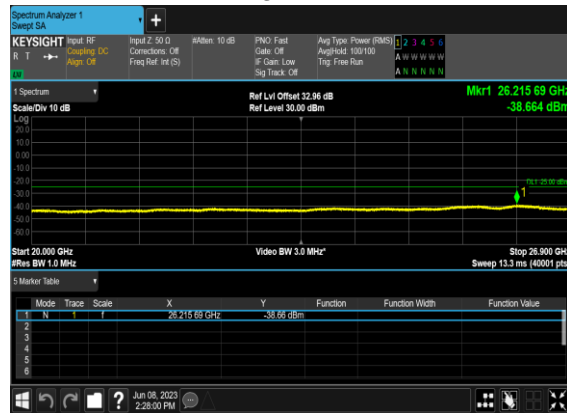 Spectrum Analyzer 1
Swept SA
+
KEYSIGHT Input: RF Input Z: 50 Ω #Atten: 10 dB PNO: Fast Avg Type: Power (RMS) 1 2 3 4 5 6
R T Coupling: DC Corrections: Off Gate: Off Avg|Hold: 100/100 A W W W W W
Align: Off Freq Ref: Int (S) IF Gain: Low Trig: Free Run A N N N N N
Sig Track: Off
1 Spectrum Ref Lvl Offset 32.96 dB Mkr1 26.215 69 GHz
Scale/Div 10 dB Ref Level 30.00 dBm -38.664 dBm
Log
20.0
10.0
0.00
-10.0
-20.0
DL1 -25.00 dBm
-30.0
1
-40.0
-50.0
-60.0
Start 20.000 GHz Video BW 3.0 MHz* Stop 26.900 GHz
#Res BW 1.0 MHz Sweep 13.3 ms (40001 pts)
5 Marker Table
Mode Trace Scale X Y Function Function Width Function Value
1 N 1 f 26.215 69 GHz -38.66 dBm
2
3
4
5
6
? Jun 08, 2023
2:28:00 PM